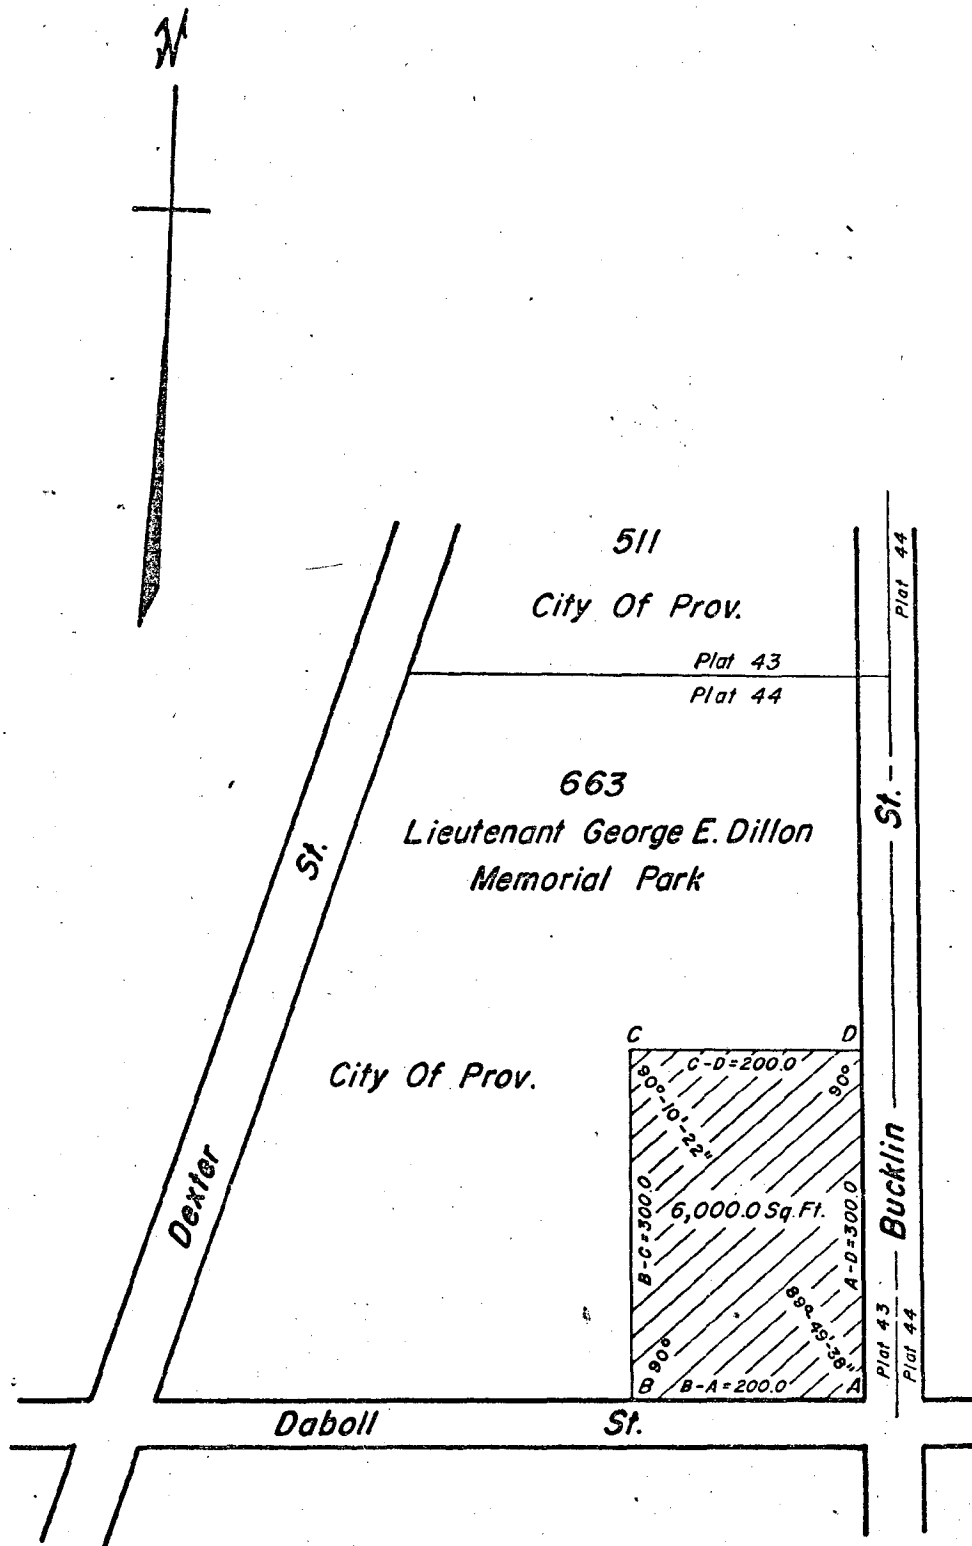 N
511
City Of Prov.
Plat 44
Plat 43
Plat 44
663
Lieutenant George E. Dillon
Memorial Park
St.
St.
City Of Prov.
Dexter
Bucklin
C
D
C-D=200.0
90°-10'-22"
90°
B-C=300.0
6,000.0 Sq. Ft.
A-D=300.0
89°-49'-38"
90°
B
B-A=200.0
A
Plat 43
Plat 44
Daboll St.